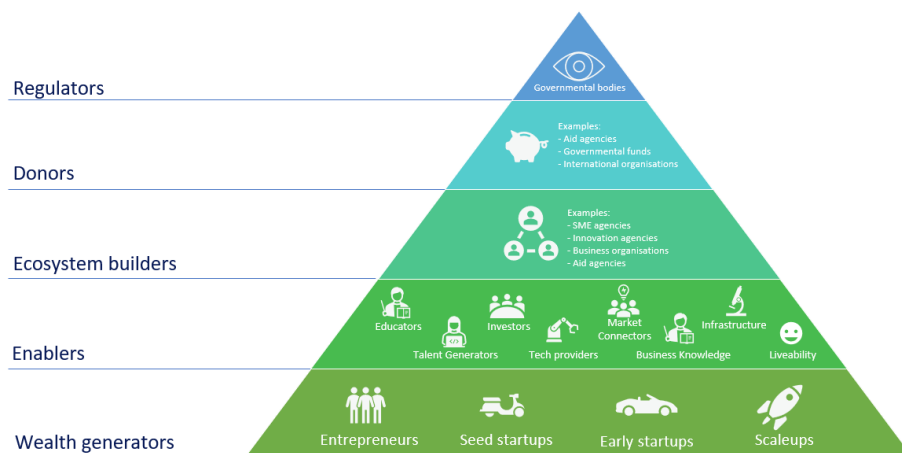 Regulators
Governmental bodies
Donors
Examples:
- Aid agencies
- Governmental funds
- International organisations
Ecosystem builders
Examples:
- SME agencies
- Innovation agencies
- Business organisations
- Aid agencies
Enablers
Educators
Investors
Market
Connectors
Infrastructure
Talent Generators
Tech providers
Business Knowledge
Liveability
Wealth generators
Entrepreneurs
Seed startups
Early startups
Scaleups